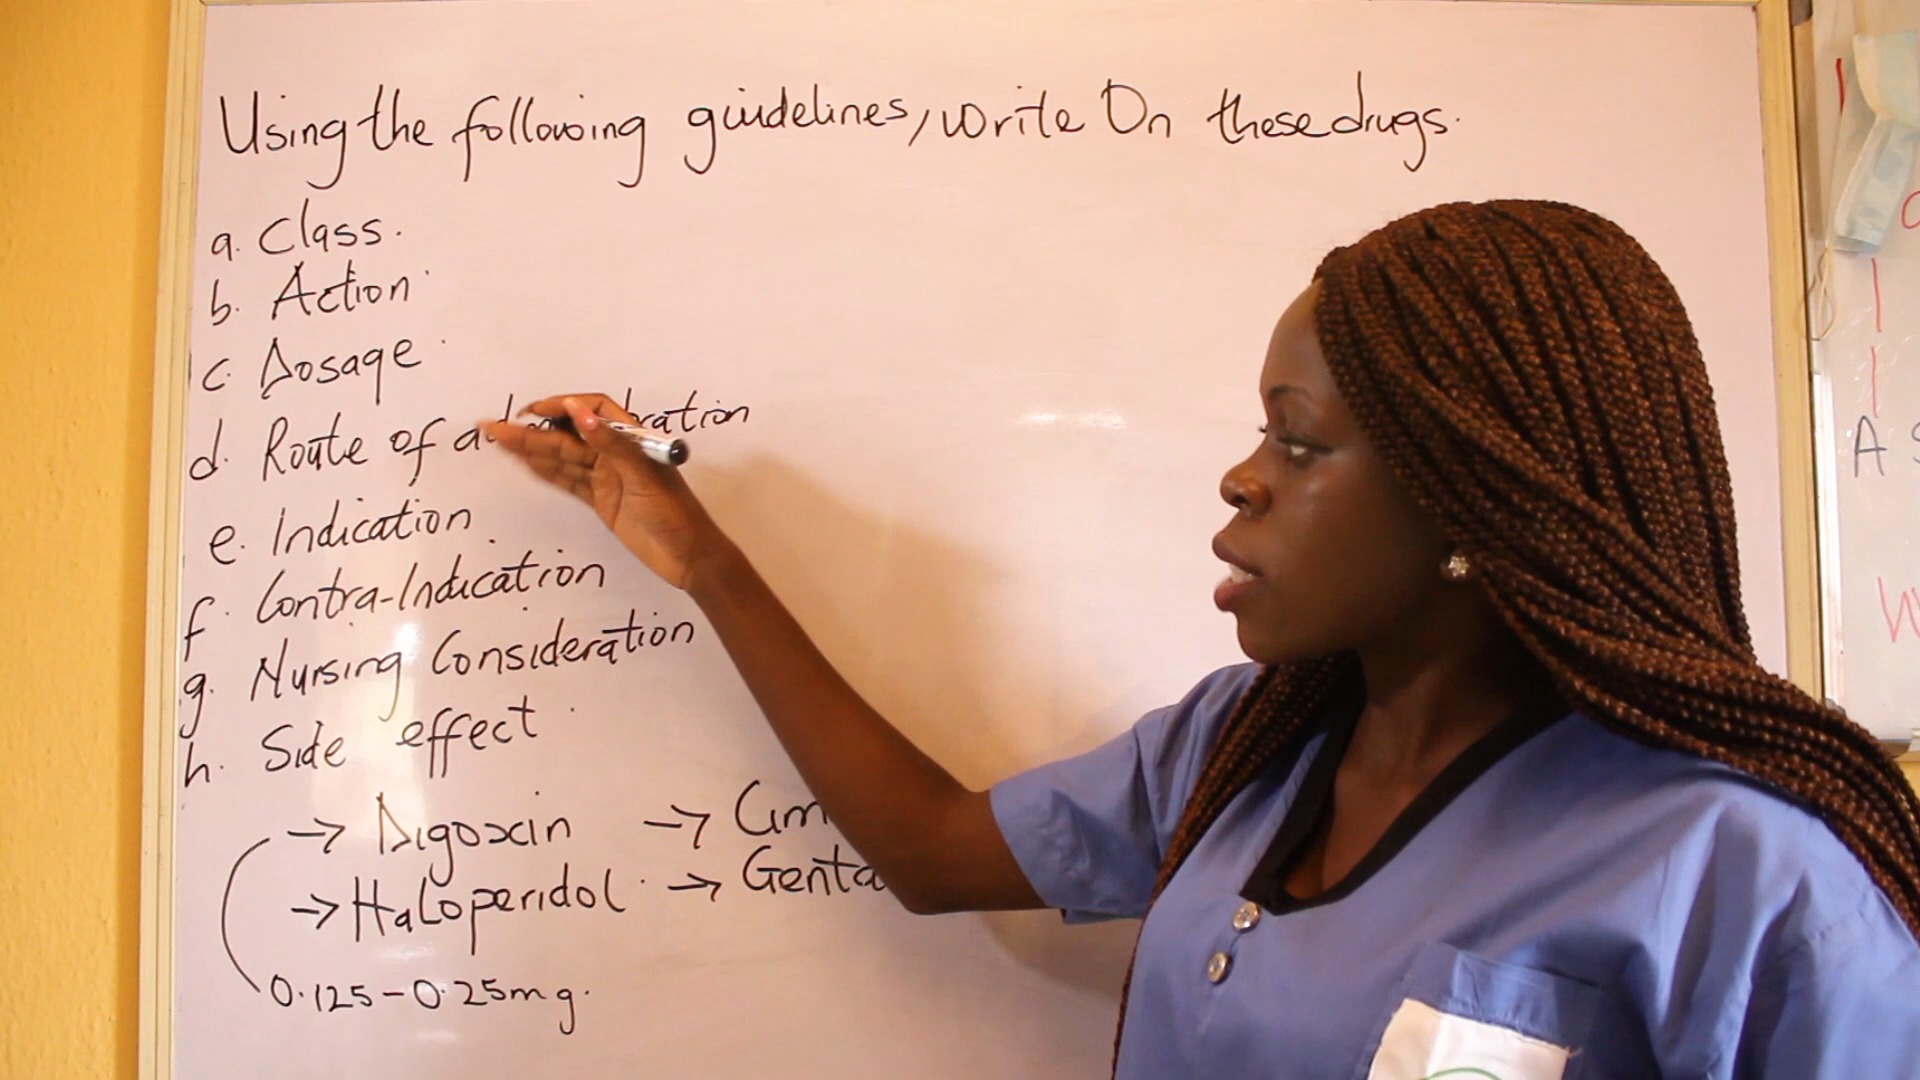 Using the following guidelines, write On these drugs.
a. Class.
b. Action.
c. Dosage.
d. Route of
e. Indication
f. Contra-Indication
g. Nursing Consideration
h. Side effect
→ Digoxin →
→ Haloperidol. →
0.125-0.25mg.